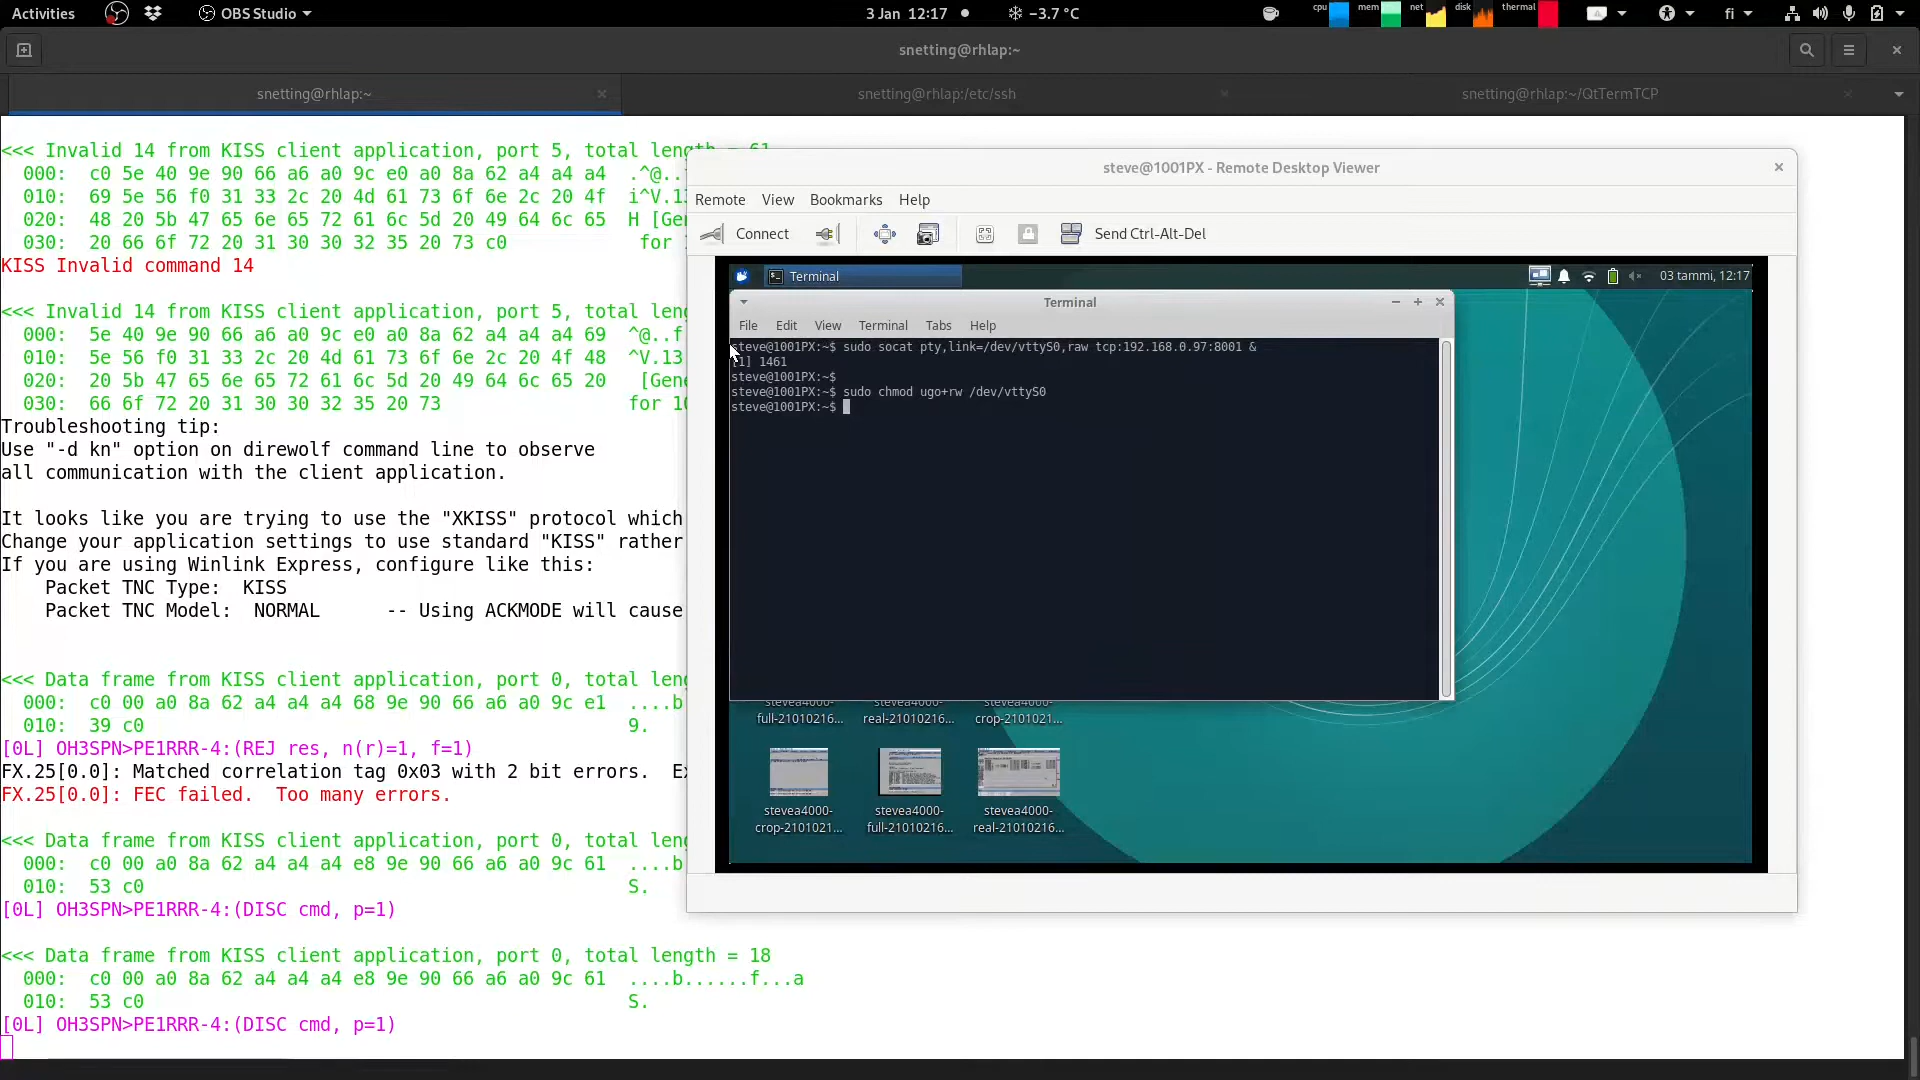 Activities OBS Studio 3 Jan 12:17 −3.7 °C cpu mem net disk thermal fi
snetting@rhlap:~
snetting@rhlap:~ snetting@rhlap:/etc/ssh snetting@rhlap:~/QtTermTCP
<<< Invalid 14 from KISS client application, port 5, total length = 61
000: c0 5e 40 9e 90 66 a6 a0 9c e0 a0 8a 62 a4 a4 a4 .^@..f
010: 69 5e 56 f0 31 33 2c 20 4d 61 73 6f 6e 2c 20 4f i^V.13
020: 48 20 5b 47 65 6e 65 72 61 6c 5d 20 49 64 6c 65 H [Gen
030: 20 66 6f 72 20 31 30 30 32 35 20 73 c0 for 1
KISS Invalid command 14
<<< Invalid 14 from KISS client application, port 5, total leng
000: 5e 40 9e 90 66 a6 a0 9c e0 a0 8a 62 a4 a4 a4 69 ^@..f.
010: 5e 56 f0 31 33 2c 20 4d 61 73 6f 6e 2c 20 4f 48 ^V.13
020: 20 5b 47 65 6e 65 72 61 6c 5d 20 49 64 6c 65 20 [Gene
030: 66 6f 72 20 31 30 30 32 35 20 73 for 10
Troubleshooting tip:
Use "-d kn" option on direwolf command line to observe
all communication with the client application.
It looks like you are trying to use the "XKISS" protocol which
Change your application settings to use standard "KISS" rather
If you are using Winlink Express, configure like this:
Packet TNC Type: KISS
Packet TNC Model: NORMAL -- Using ACKMODE will cause
<<< Data frame from KISS client application, port 0, total leng
000: c0 00 a0 8a 62 a4 a4 a4 68 9e 90 66 a6 a0 9c e1 ....b
010: 39 c0 9.
[0L] OH3SPN>PE1RRR-4:(REJ res, n(r)=1, f=1)
FX.25[0.0]: Matched correlation tag 0x03 with 2 bit errors. Ex
FX.25[0.0]: FEC failed. Too many errors.
<<< Data frame from KISS client application, port 0, total leng
000: c0 00 a0 8a 62 a4 a4 a4 e8 9e 90 66 a6 a0 9c 61 ....b
010: 53 c0 S.
[0L] OH3SPN>PE1RRR-4:(DISC cmd, p=1)
<<< Data frame from KISS client application, port 0, total length = 18
000: c0 00 a0 8a 62 a4 a4 a4 e8 9e 90 66 a6 a0 9c 61 ....b......f...a
010: 53 c0 S.
[0L] OH3SPN>PE1RRR-4:(DISC cmd, p=1)
steve@1001PX - Remote Desktop Viewer
Remote View Bookmarks Help
Connect Send Ctrl-Alt-Del
Terminal 03 tammi, 12:17
Terminal
File Edit View Terminal Tabs Help
steve@1001PX:~$ sudo socat pty,link=/dev/vttyS0,raw tcp:192.168.0.97:8001 &
[1] 1461
steve@1001PX:~$
steve@1001PX:~$ sudo chmod ugo+rw /dev/vttyS0
steve@1001PX:~$
stevea4000- stevea4000- stevea4000-
full-21010216... real-21010216... crop-2101021...
stevea4000- stevea4000- stevea4000-
crop-2101021... full-21010216... real-21010216...